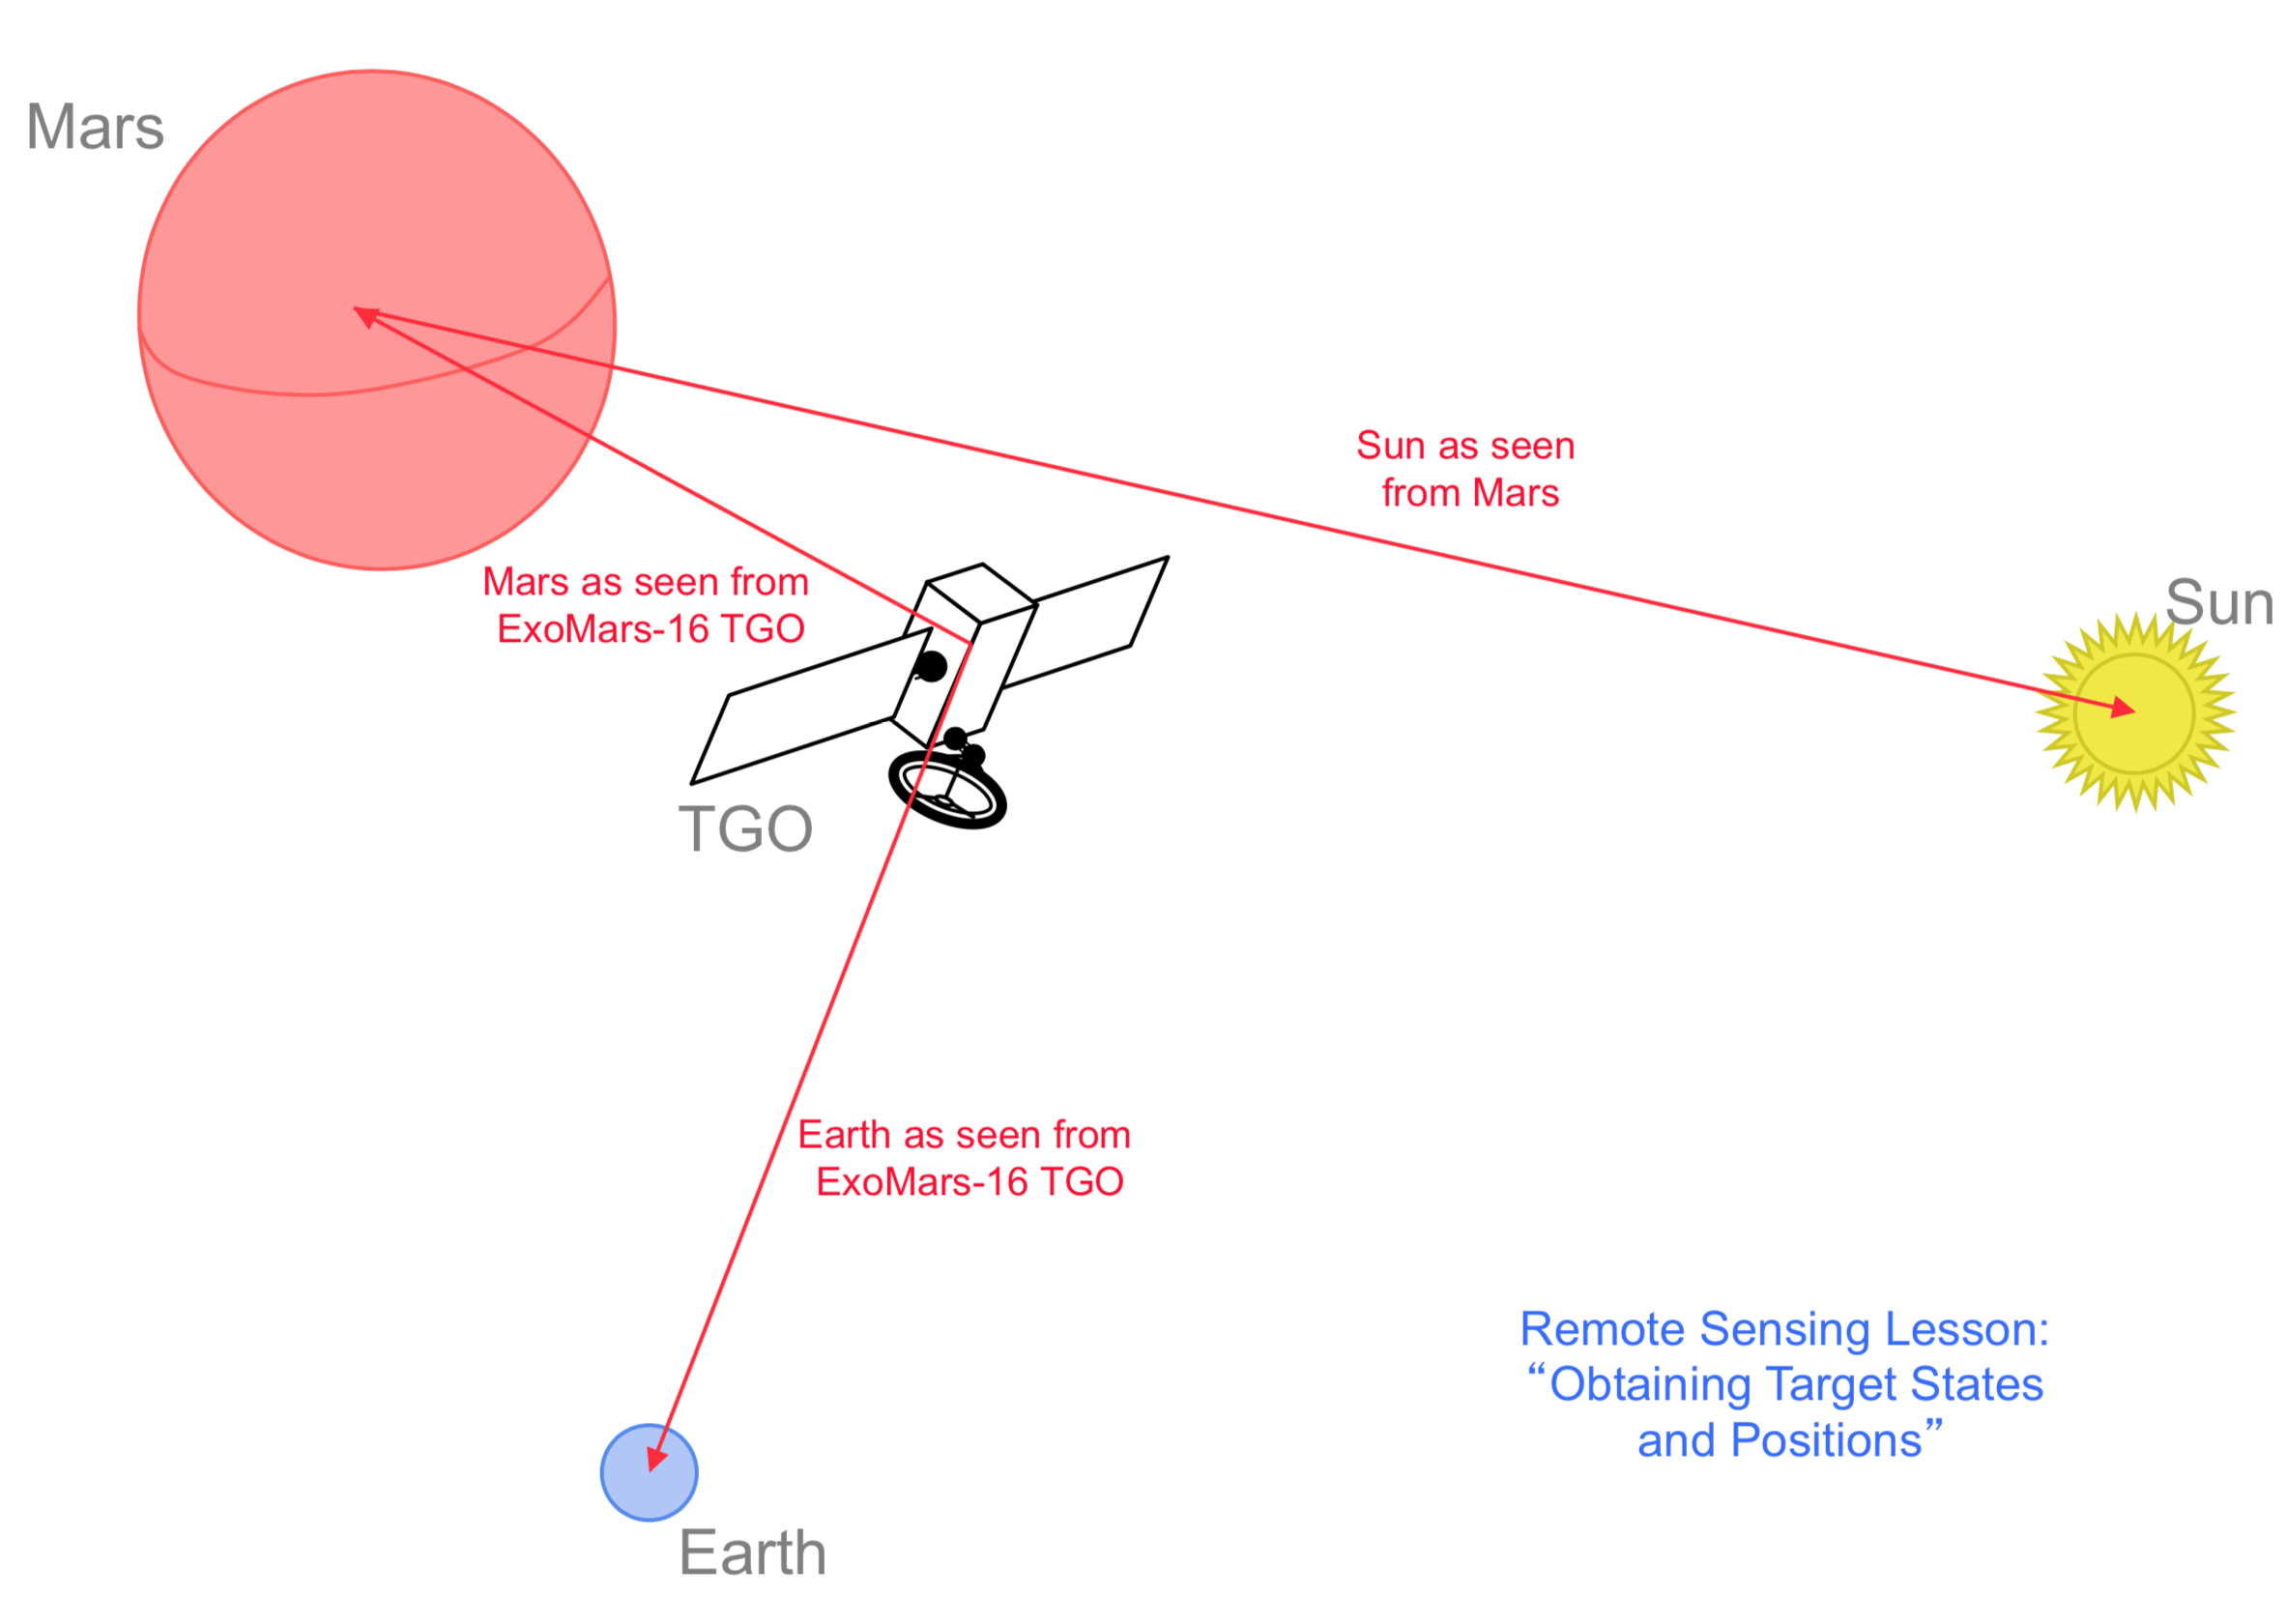 Mars
Sun as seen
from Mars
Mars as seen from
ExoMars-16 TGO
Sun
TGO
Earth as seen from
ExoMars-16 TGO
Remote Sensing Lesson:
“Obtaining Target States
and Positions”
Earth